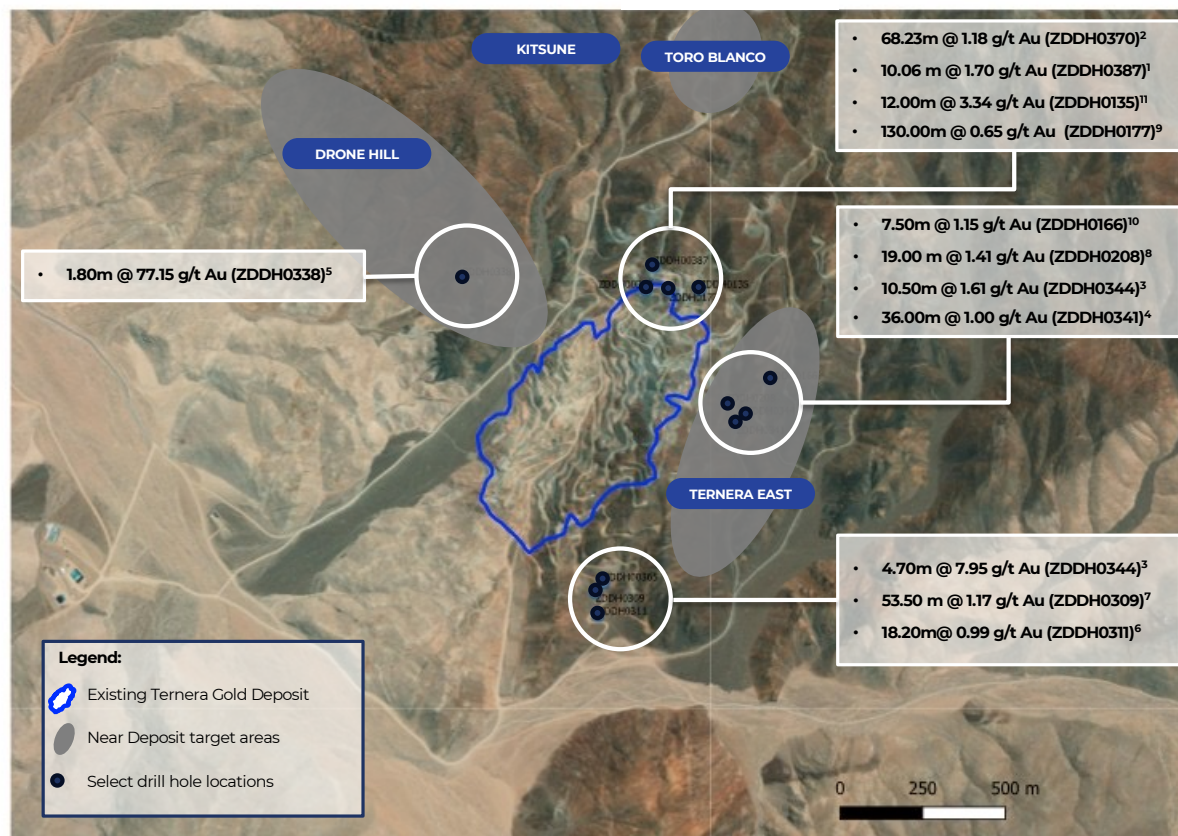 KITSUNE
TORO BLANCO
DRONE HILL
• 68.23m @ 1.18 g/t Au (ZDDH0370)²
• 10.06 m @ 1.70 g/t Au (ZDDH0387)¹
• 12.00m @ 3.34 g/t Au (ZDDH0135)¹¹
• 130.00m @ 0.65 g/t Au (ZDDH0177)⁹
• 7.50m @ 1.15 g/t Au (ZDDH0166)¹⁰
• 19.00 m @ 1.41 g/t Au (ZDDH0208)⁸
• 10.50m @ 1.61 g/t Au (ZDDH0344)³
• 36.00m @ 1.00 g/t Au (ZDDH0341)⁴
• 1.80m @ 77.15 g/t Au (ZDDH0338)⁵
TERNERA EAST
ZDDH0309
ZDDH0311
• 4.70m @ 7.95 g/t Au (ZDDH0344)³
• 53.50 m @ 1.17 g/t Au (ZDDH0309)⁷
• 18.20m@ 0.99 g/t Au (ZDDH0311)⁶
Legend:
Existing Ternera Gold Deposit
Near Deposit target areas
Select drill hole locations
0 250 500 m